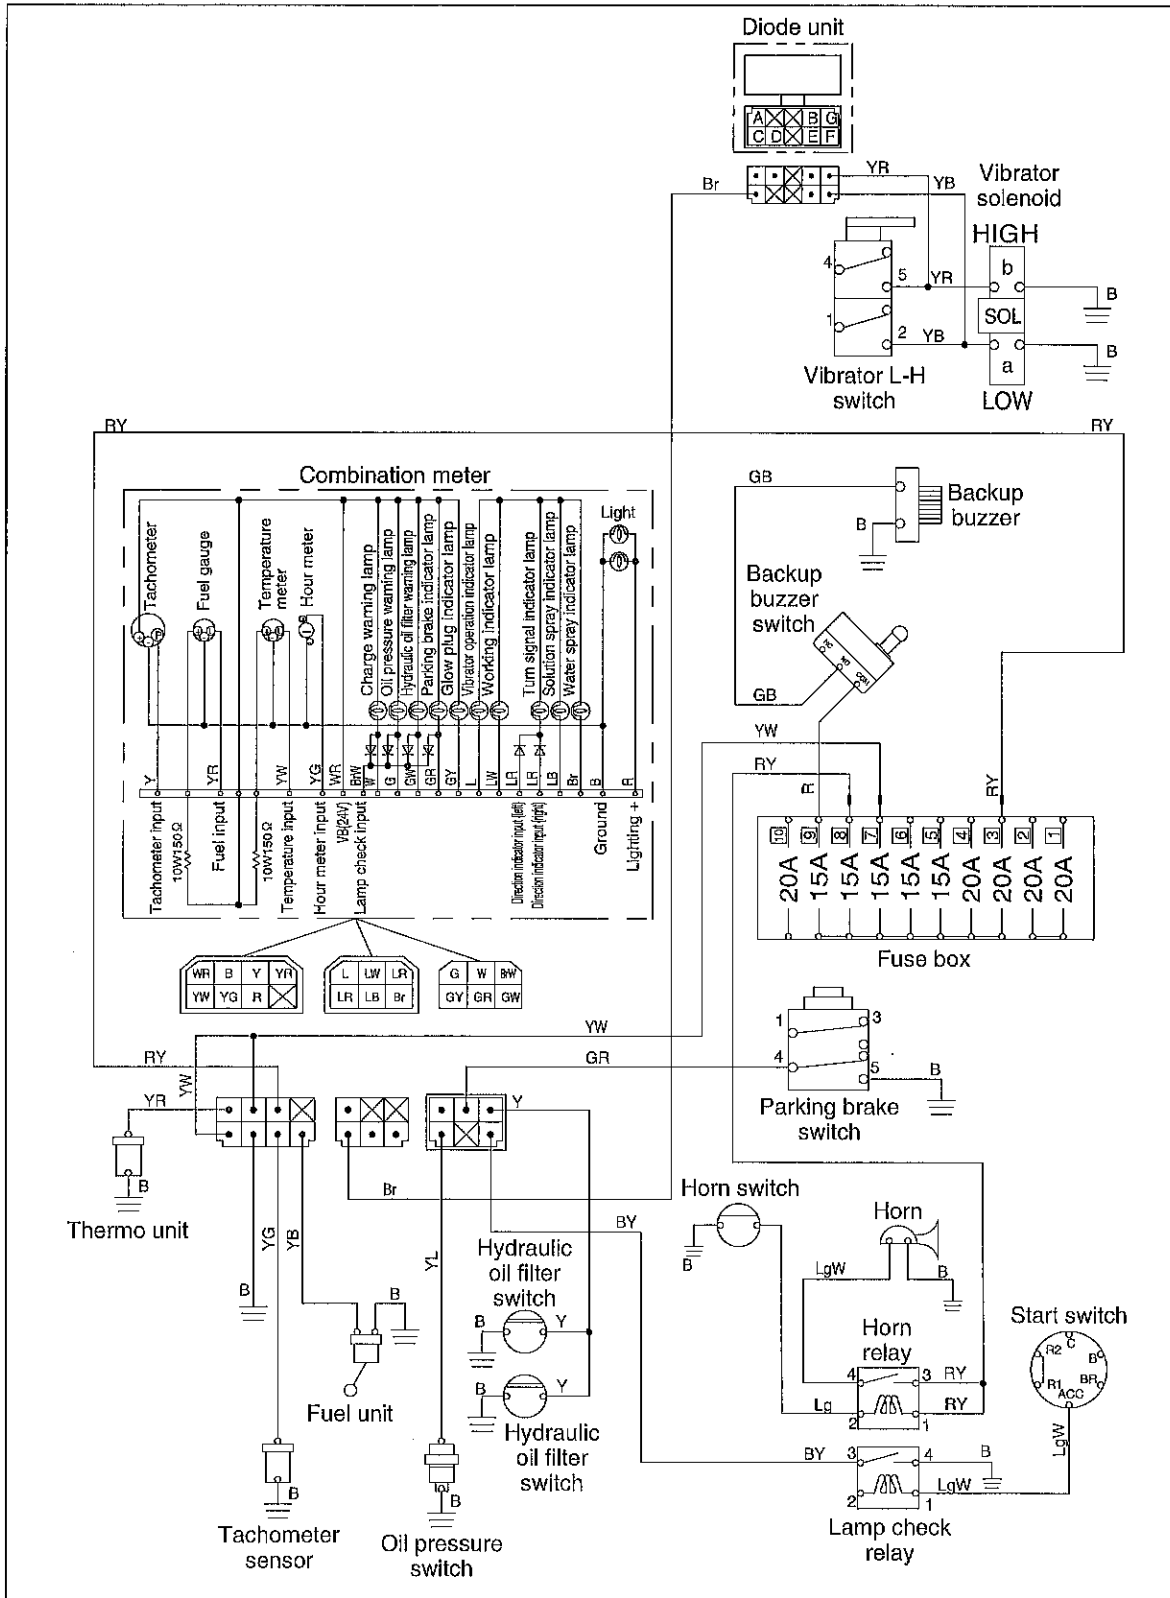 Diode unit
A B G
C D E F
Br
YR
YB
Vibrator
solenoid
HIGH
4
5
YR
b
B
SOL
1
2
YB
a
B
Vibrator L-H
switch
LOW
RY
RY
Combination meter
GB
Backup
buzzer
B
Backup
buzzer
switch
NC
NO
COM
GB
Tachometer
Fuel gauge
Temperature
meter
Hour meter
Charge warning lamp
Oil pressure warning lamp
Hydraulic oil filter warning lamp
Parking brake indicator lamp
Glow plug indicator lamp
Vibrator operation indicator lamp
Working indicator lamp
Turn signal indicator lamp
Solution spray indicator lamp
Water spray indicator lamp
Light
YW
RY
R
RY
Y
YR
YW
YG
WR
BrW
W
G
GW
GR
GY
L
LW
LR
LR
LB
Br
B
R
Tachometer input
10W150Ω
Fuel input
10W150Ω
Temperature input
Hour meter input
VB(24V)
Lamp check input
Direction indicator input (left)
Direction indicator input (right)
Ground
Lighting +
10 9 8 7 6 5 4 3 2 1
20A 15A 15A 15A 15A 15A 20A 20A 20A 20A
Fuse box
WR B Y YR
YW YG R
L LW LR
LR LB Br
G W BrW
GY GR GW
YW
RY
YW
GR
1
3
4
5
B
Parking brake
switch
YR
Y
B
Thermo unit
Br
BY
YG
YB
YL
B
B
Fuel unit
Hydraulic
oil filter
switch
B
Y
B
Y
Hydraulic
oil filter
switch
Horn switch
B
Horn
LgW
B
Horn
relay
4
3
RY
Lg
2
1
RY
Start switch
C
R2
B
R1
BR
ACC
LgW
BY
3
4
B
2
1
LgW
Lamp check
relay
B
Tachometer
sensor
B
Oil pressure
switch